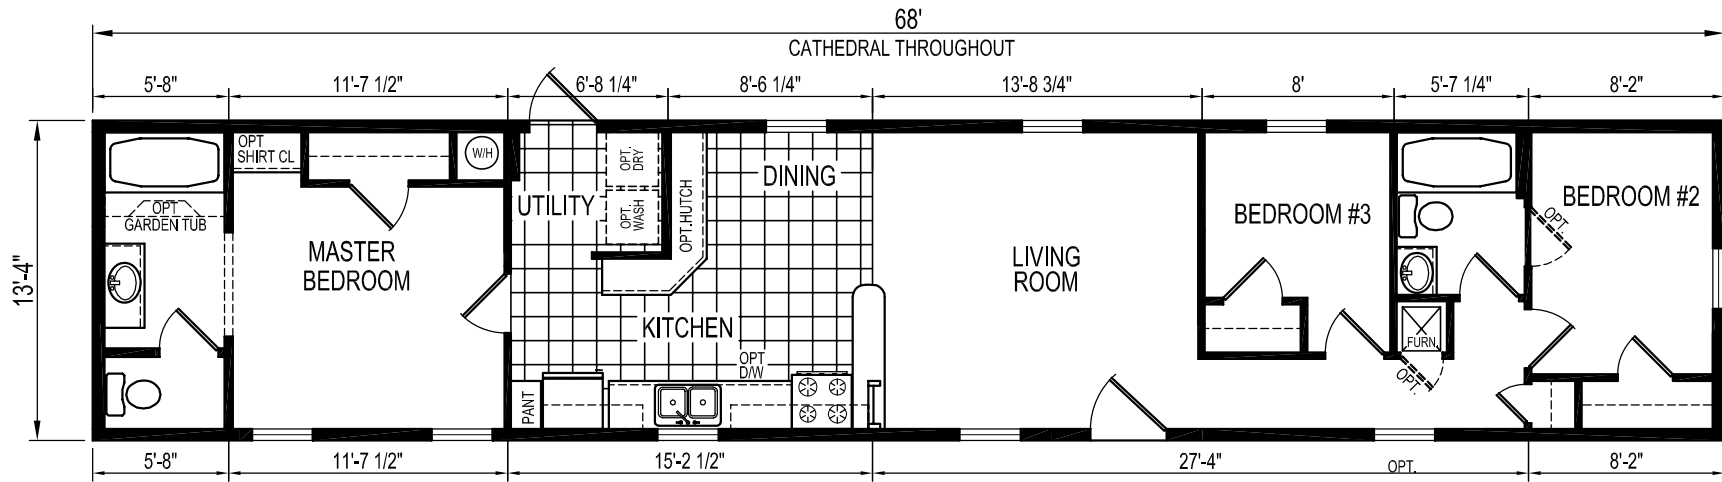 68'
CATHEDRAL THROUGHOUT
5'-8"
11'-7 1/2"
6'-8 1/4"
8'-6 1/4"
13'-8 3/4"
8'
5'-7 1/4"
8'-2"
13'-4"
OPT
SHIRT CL
W/H
OPT
GARDEN TUB
MASTER
BEDROOM
UTILITY
OPT.
DRY
OPT.
WASH
OPT.HUTCH
DINING
KITCHEN
OPT
D/W
PANT
LIVING
ROOM
BEDROOM #3
FURN.
OPT.
BEDROOM #2
OPT.
5'-8"
11'-7 1/2"
15'-2 1/2"
27'-4"
OPT.
8'-2"